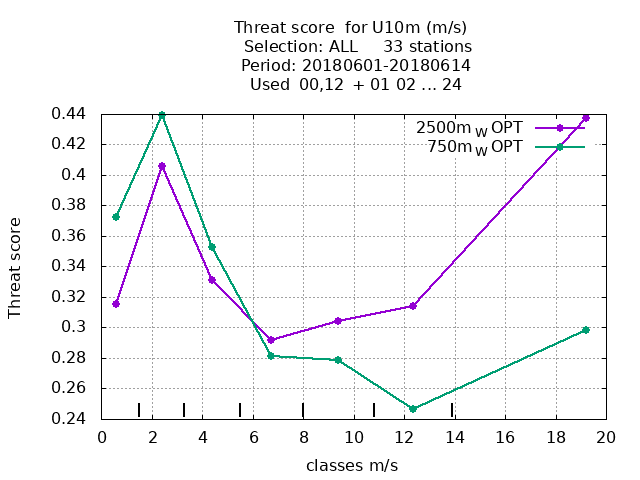 Threat score  for U10m (m/s)
Selection: ALL     33 stations
Period: 20180601-20180614
Used  00,12  + 01 02 ... 24
2500m W OPT
750m W OPT
0.44
0.42
0.4
0.38
0.36
0.34
0.32
0.3
0.28
0.26
0.24
Threat score
0 2 4 6 8 10 12 14 16 18 20
classes m/s